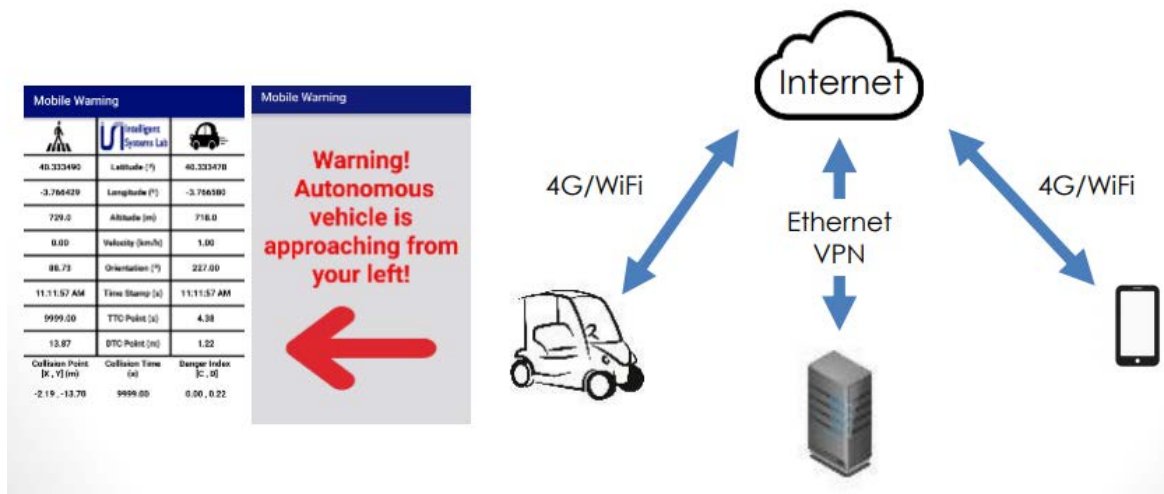 Mobile Warning
Intelligent
Systems Lab
40.333490 Latitude (º) 40.333478
-3.766429 Longitude (º) -3.766580
729.0 Altitude (m) 718.0
0.00 Velocity (km/h) 1.00
88.73 Orientation (º) 227.00
11:11:57 AM Time Stamp (s) 11:11:57 AM
9999.00 TTC Point (s) 4.38
13.87 DTC Point (m) 1.22
Collision Point Collision Time Danger Index
[X , Y] (m) (s) [C , D]
-2.19 , -13.70 9999.00 0.00 , 0.22
Mobile Warning
Warning!
Autonomous
vehicle is
approaching from
your left!
Internet
4G/WiFi
Ethernet
VPN
4G/WiFi